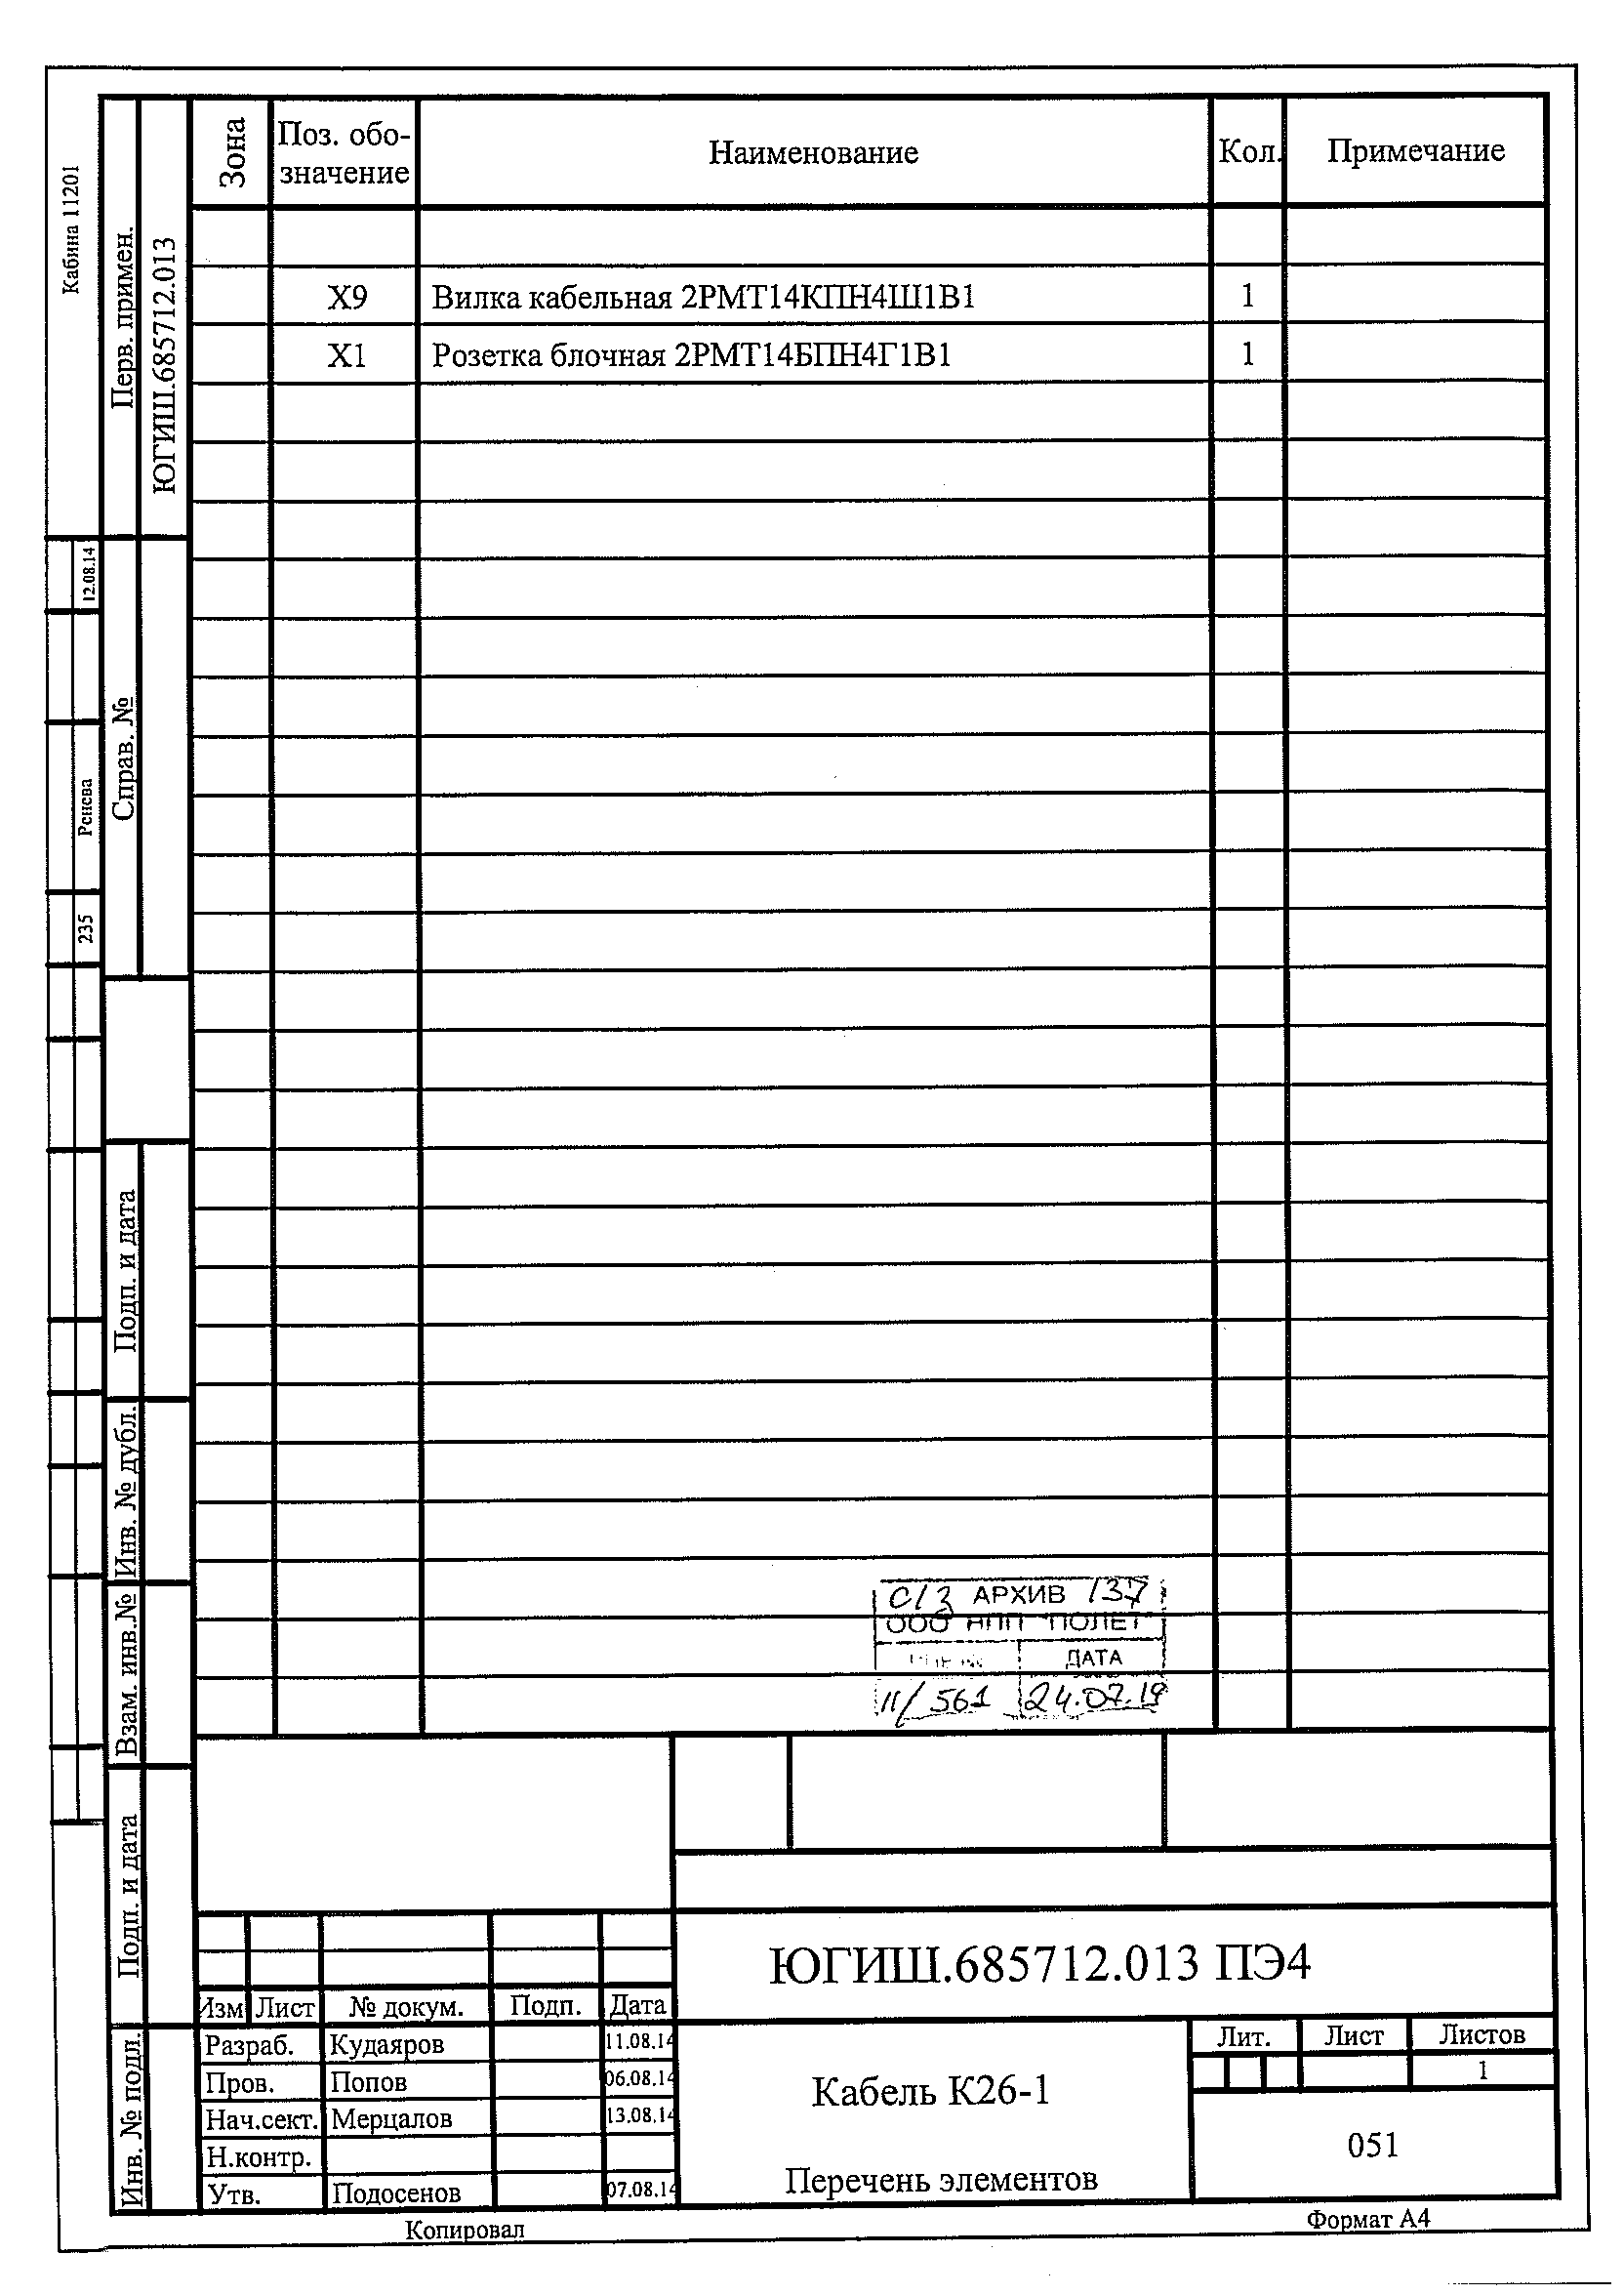 Кабина 11201
Перв. примен.
ЮГИШ.685712.013
12.08.14
235
Справ. №
Подп. и дата
Инв. № дубл.
Взам. инв.№
Подп. и дата
Инв. № подл.
Зона
Поз. обо-
значение
Наименование
Кол.
Примечание
X9 Вилка кабельная 2РМТ14КПН4Ш1В1 1
X1 Розетка блочная 2РМТ14БПН4Г1В1 1
С/З АРХИВ 137
ООО НПП "ПОЛЕТ"
ДАТА
11/561 24.07.19
ЮГИШ.685712.013 ПЭ4
Изм Лист № докум. Подп. Дата
Разраб. Кудаяров 11.08.14
Пров. Попов 06.08.14
Нач.сект. Мерцалов 13.08.14
Н.контр.
Утв. Подосенов 07.08.14
Кабель К26-1
Перечень элементов
Лит. Лист Листов
1
051
Копировал
Формат А4